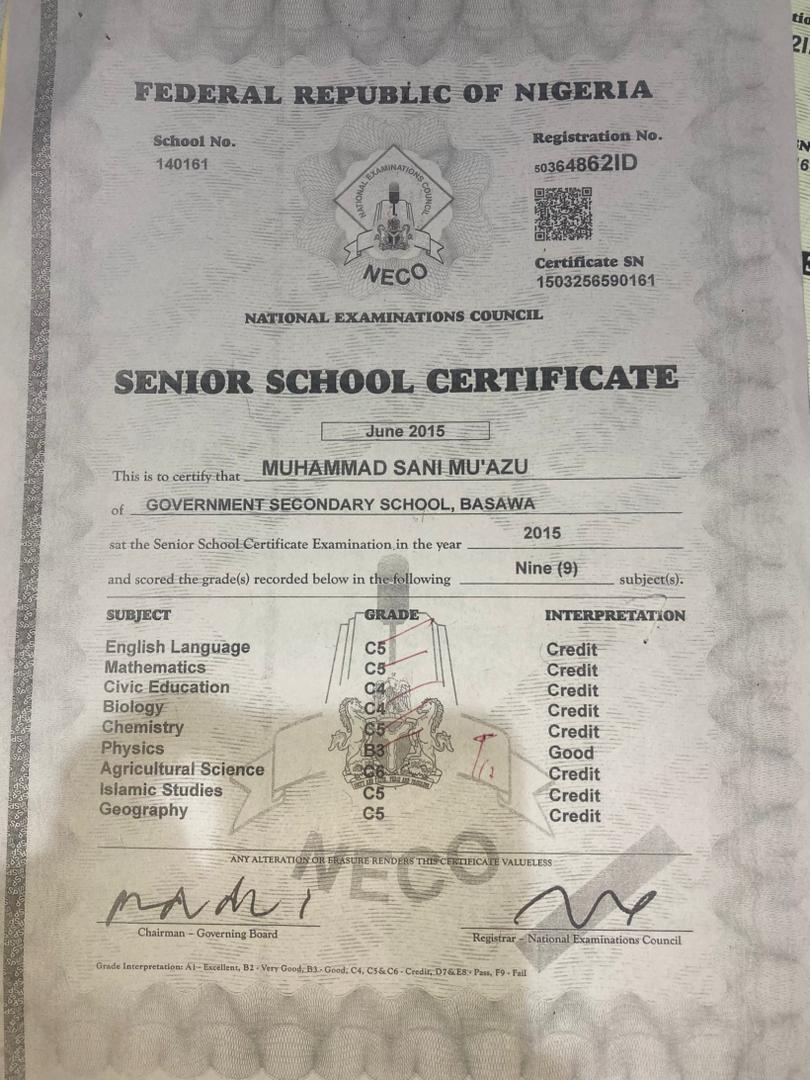 FEDERAL REPUBLIC OF NIGERIA
School No.
140161
Registration No.
50364862ID
NATIONAL EXAMINATIONS COUNCIL
NECO
Certificate SN
1503256590161
NATIONAL EXAMINATIONS COUNCIL
SENIOR SCHOOL CERTIFICATE
June 2015
This is to certify that MUHAMMAD SANI MU'AZU
of GOVERNMENT SECONDARY SCHOOL, BASAWA
sat the Senior School Certificate Examination in the year 2015
and scored the grade(s) recorded below in the following Nine (9) subject(s).
SUBJECT GRADE INTERPRETATION
English Language C5 Credit
Mathematics C5 Credit
Civic Education C4 Credit
Biology C4 Credit
Chemistry C5 Credit
Physics B3 Good
Agricultural Science C6 Credit
Islamic Studies C5 Credit
Geography C5 Credit
ANY ALTERATION OR ERASURE RENDERS THIS CERTIFICATE VALUELESS
NECO
Chairman – Governing Board
Registrar – National Examinations Council
Grade Interpretation: A1 - Excellent, B2 - Very Good, B3 - Good, C4, C5 & C6 - Credit, D7 & E8 - Pass, F9 - Fail